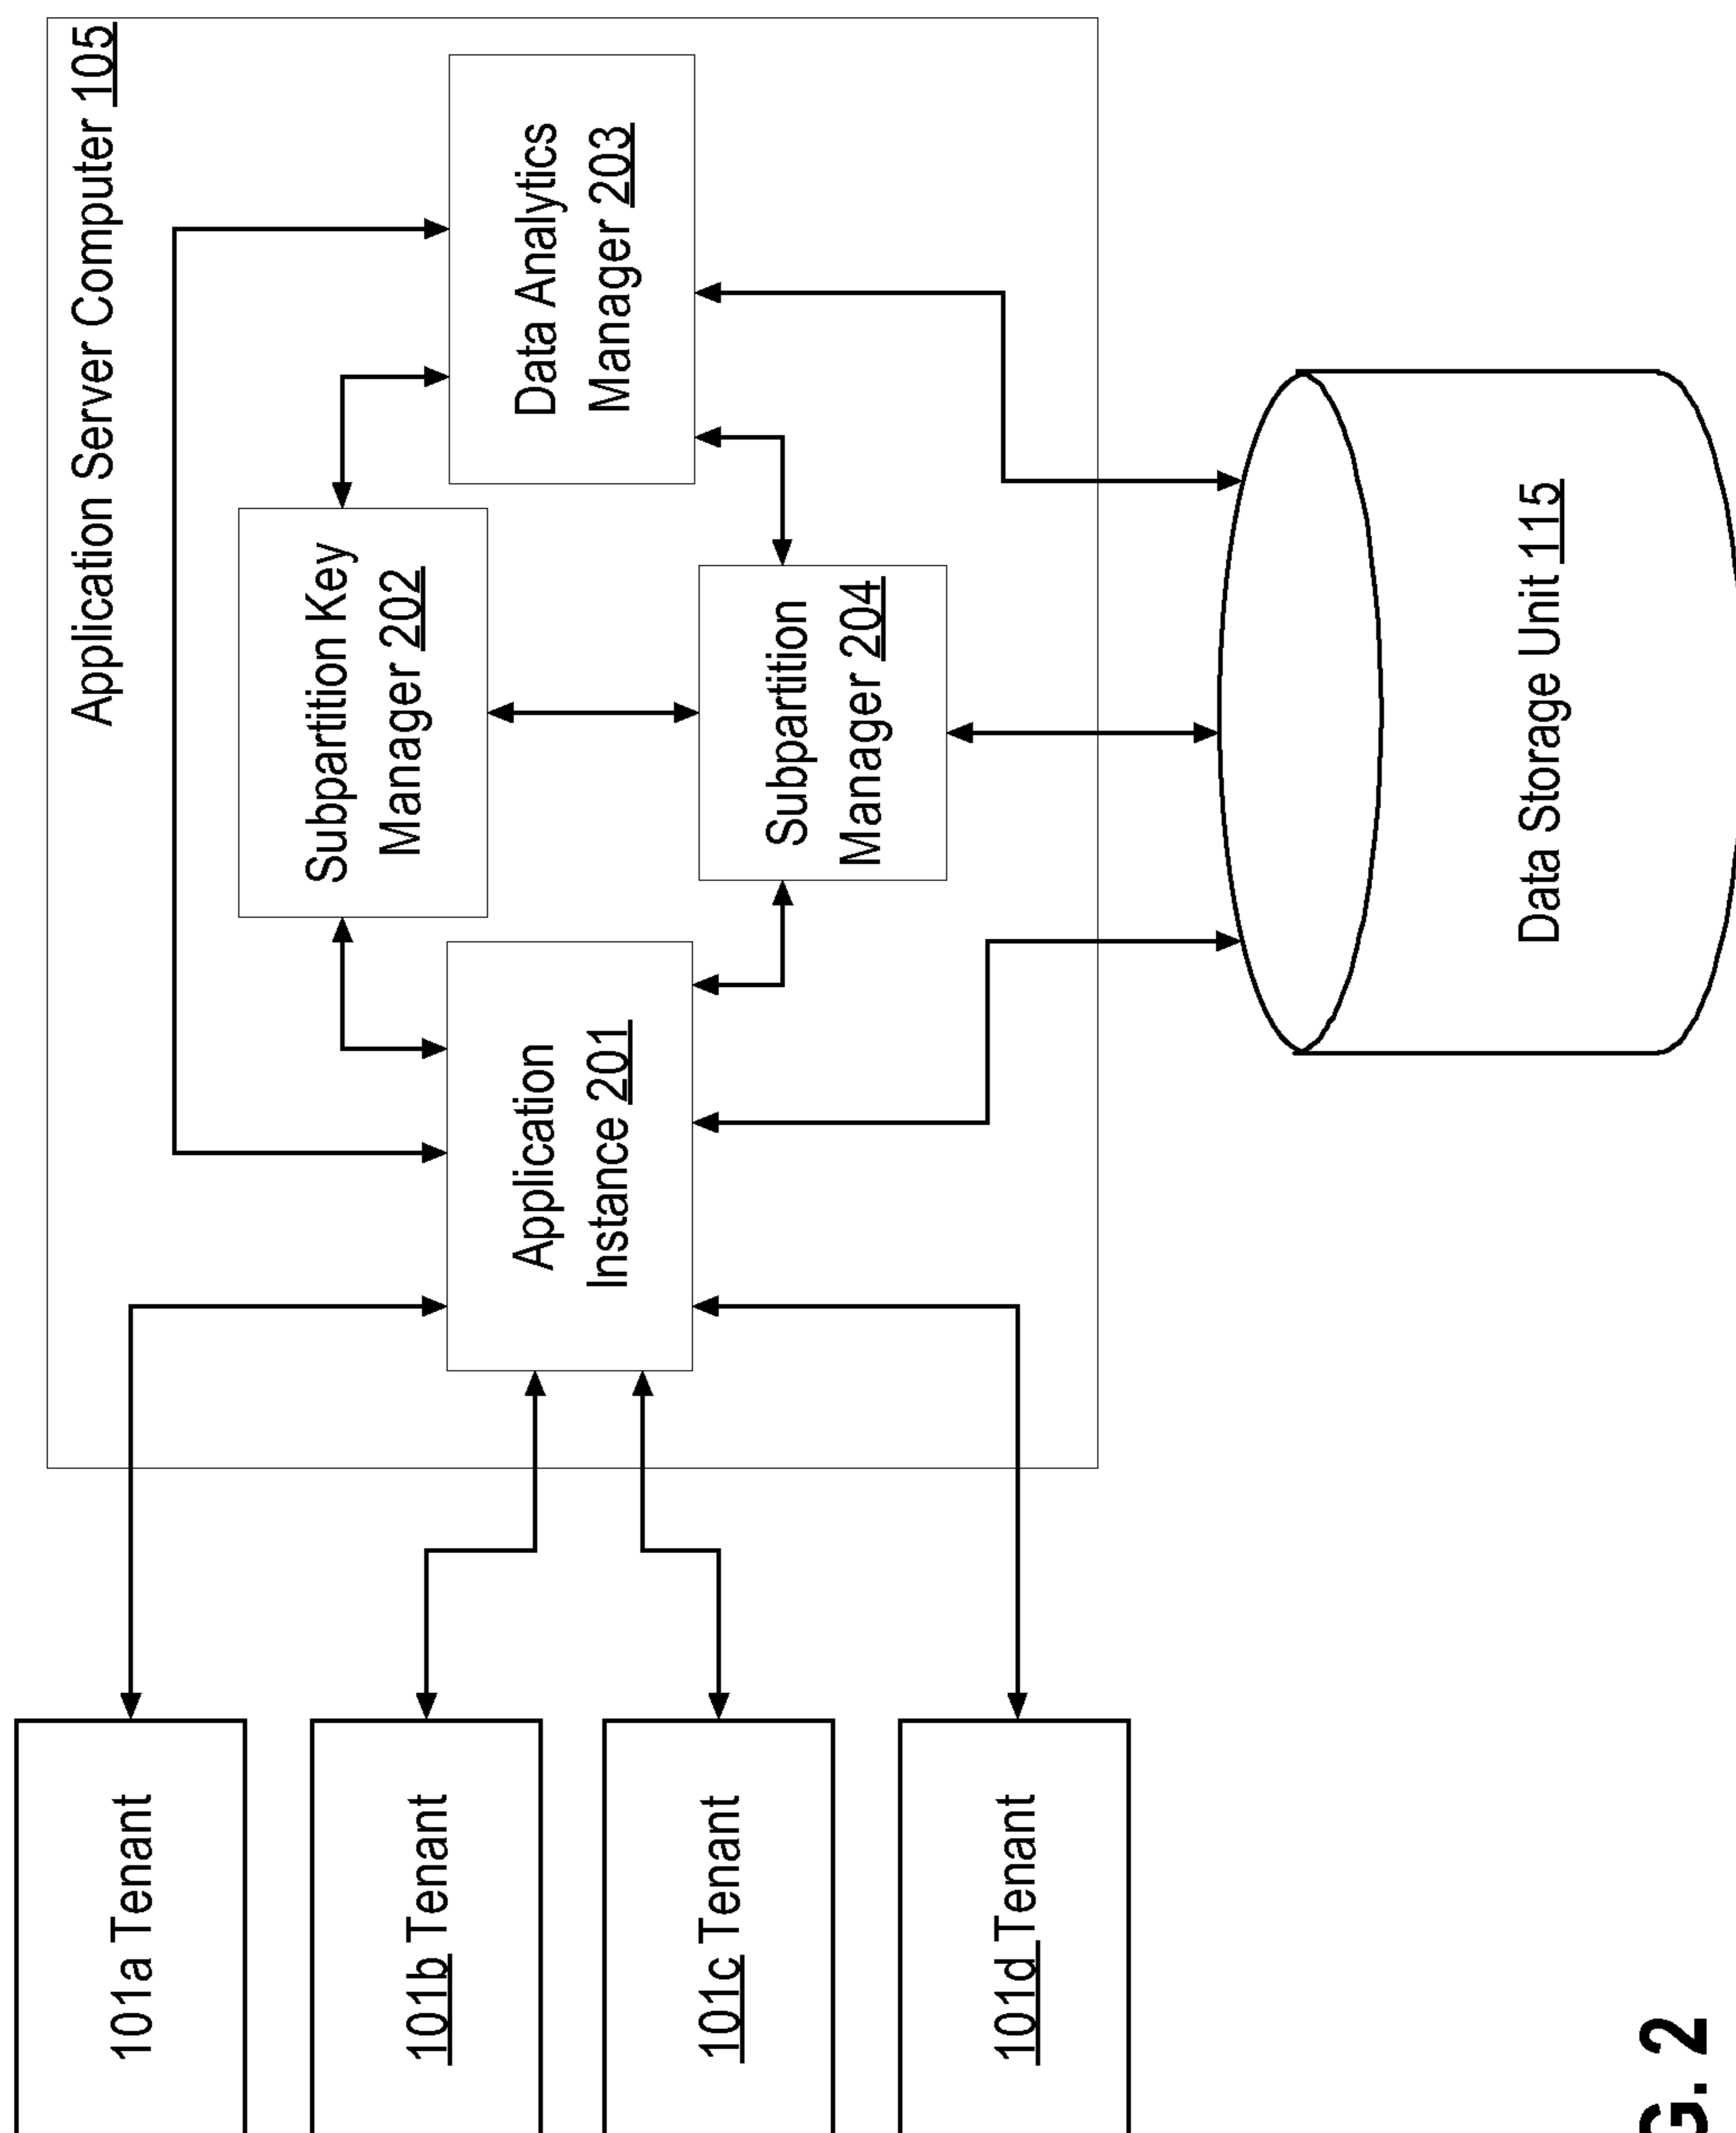 Application Server Computer 105
Subpartition Key
Manager 202
Application
Instance 201
Data Analytics
Manager 203
Subpartition
Manager 204
101a Tenant
101b Tenant
101c Tenant
101d Tenant
Data Storage Unit 115
G. 2